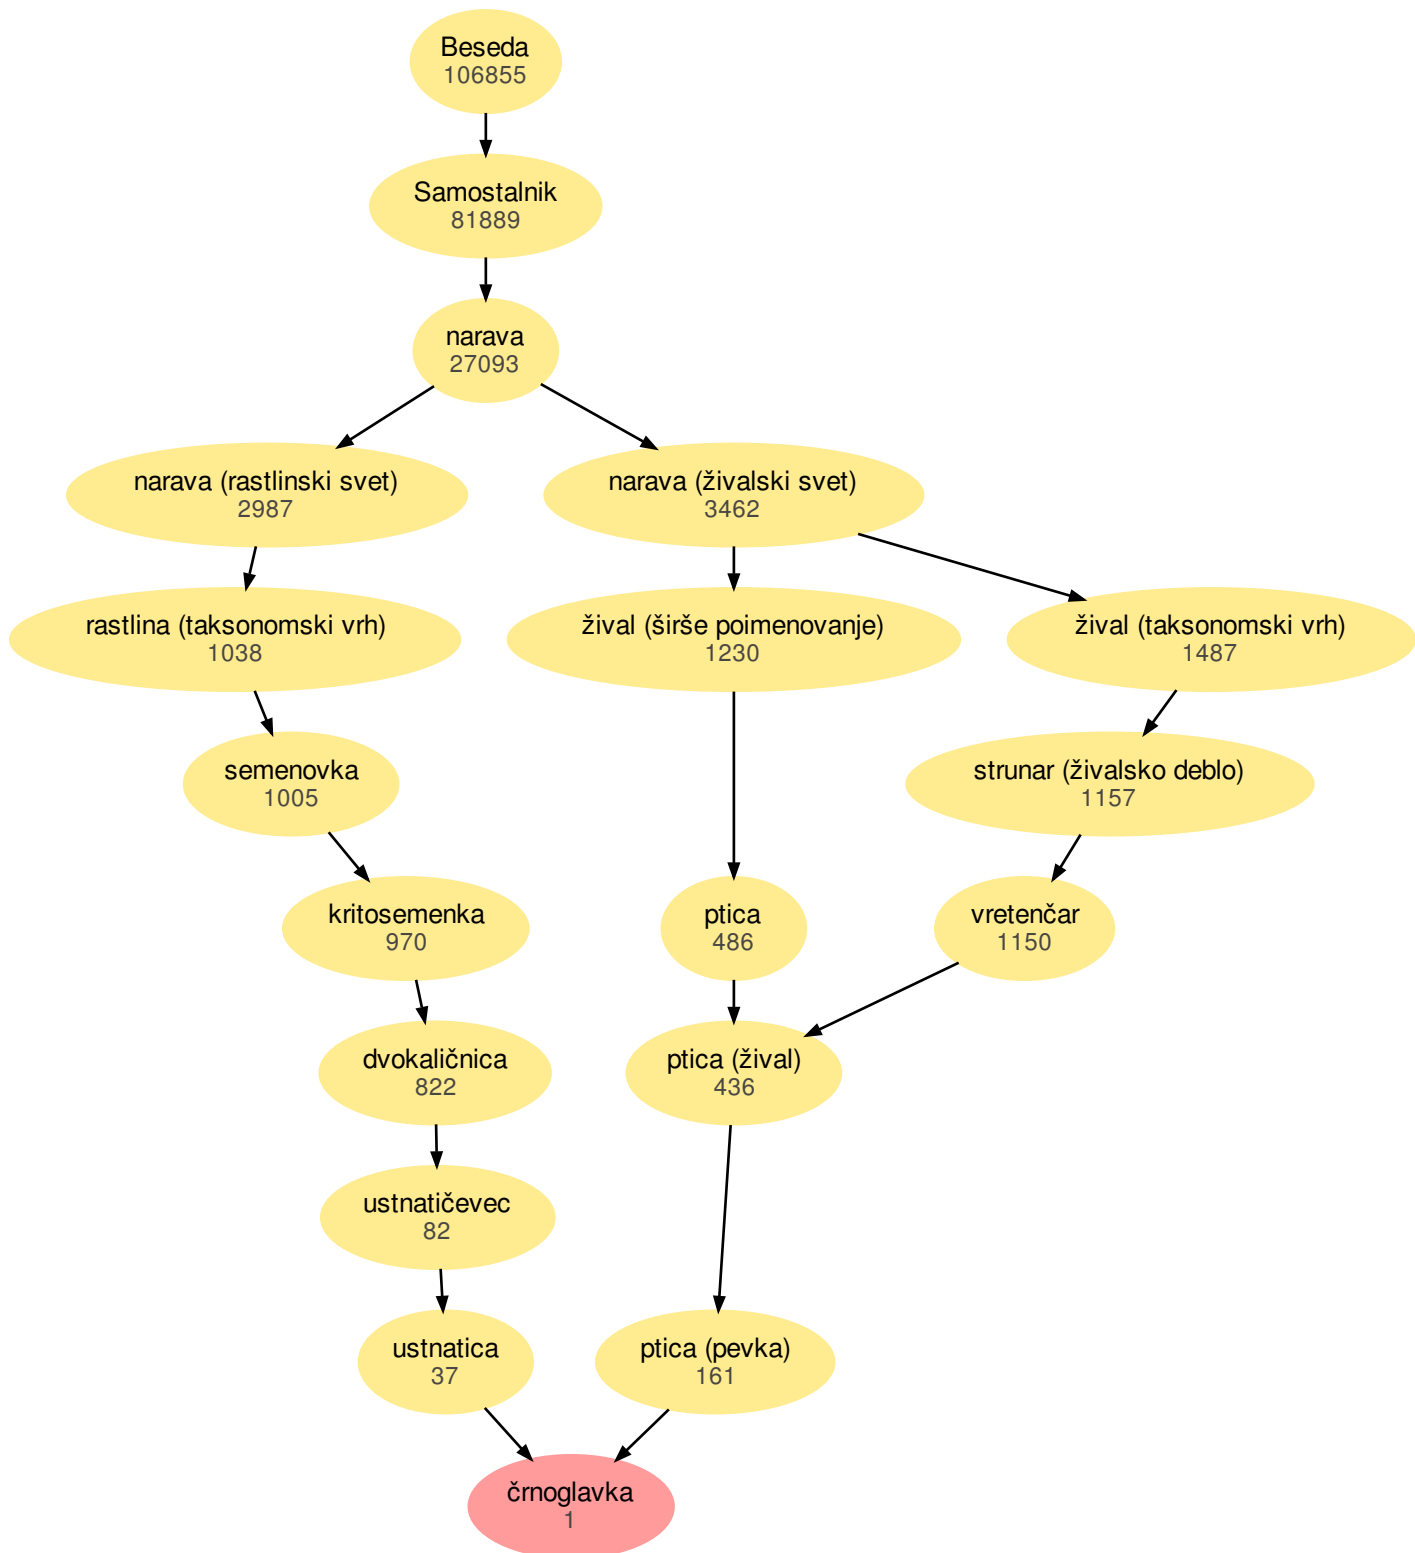 Beseda
106855
Samostalnik
81889
narava
27093
narava (rastlinski svet)
2987
narava (živalski svet)
3462
rastlina (taksonomski vrh)
1038
žival (širše poimenovanje)
1230
žival (taksonomski vrh)
1487
semenovka
1005
strunar (živalsko deblo)
1157
kritosemenka
970
ptica
486
vretenčar
1150
dvokaličnica
822
ptica (žival)
436
ustnatičevec
82
ustnatica
37
ptica (pevka)
161
črnoglavka
1